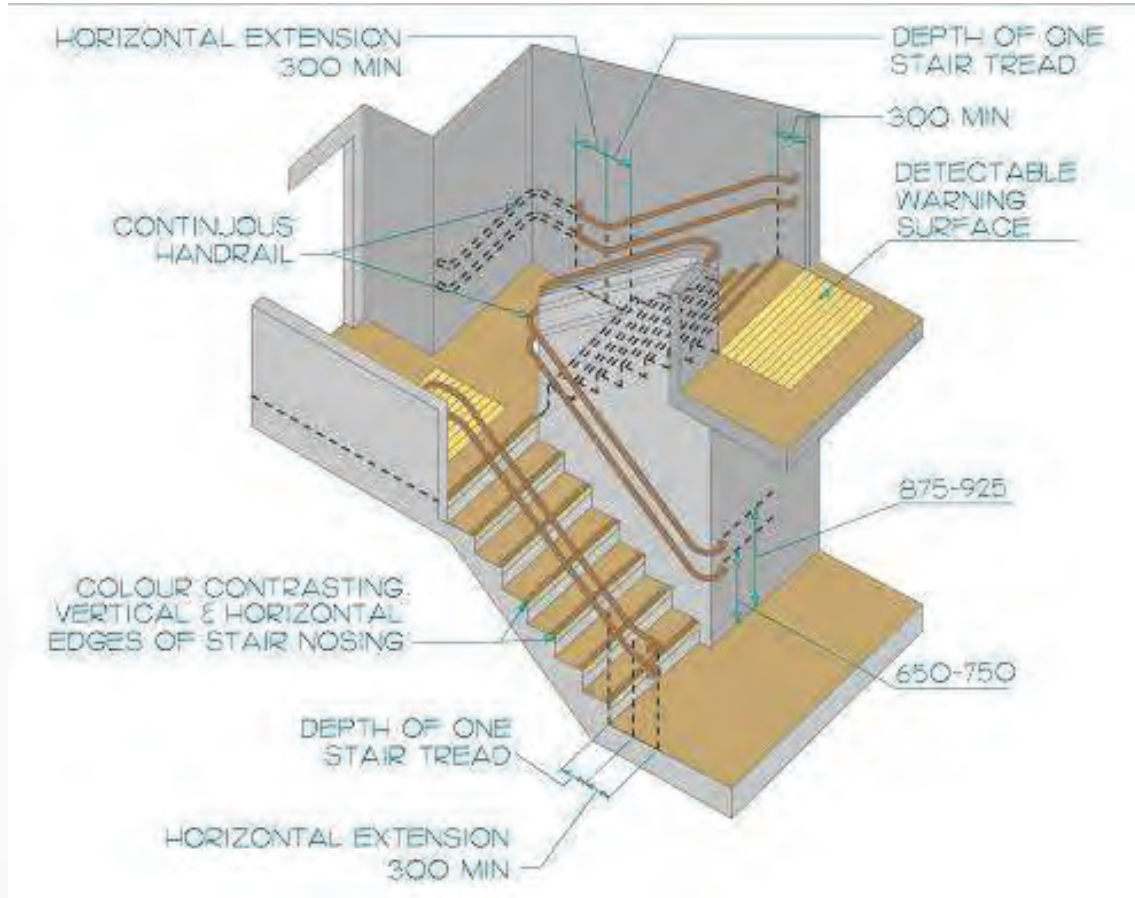 HORIZONTAL EXTENSION
300 MIN
DEPTH OF ONE
STAIR TREAD
300 MIN
DETECTABLE
WARNING
SURFACE
CONTINUOUS
HANDRAIL
875-925
COLOUR CONTRASTING
VERTICAL & HORIZONTAL
EDGES OF STAIR NOSING
650-750
DEPTH OF ONE
STAIR TREAD
HORIZONTAL EXTENSION
300 MIN